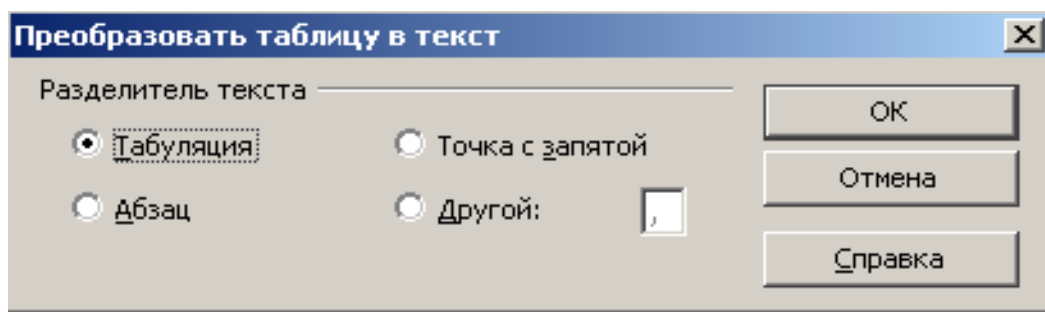 Преобразовать таблицу в текст
Разделитель текста
Табуляция
Точка с запятой
Абзац
Другой: ,
ОК
Отмена
Справка